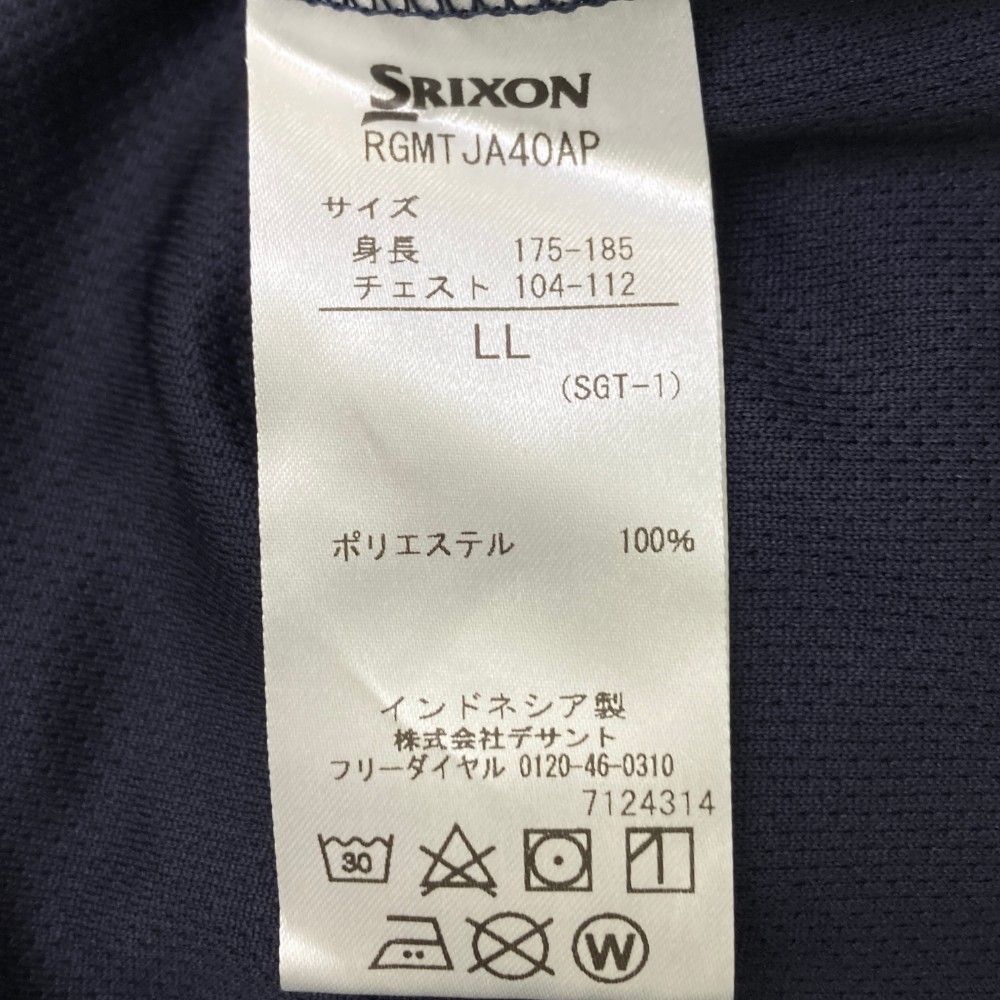 SRIXON
RGMTJA40AP
サイズ
身長 175-185
チェスト 104-112
LL
(SGT-1)
ポリエステル 100%
インドネシア製
株式会社デサント
フリーダイヤル 0120-46-0310
7124314
30
W